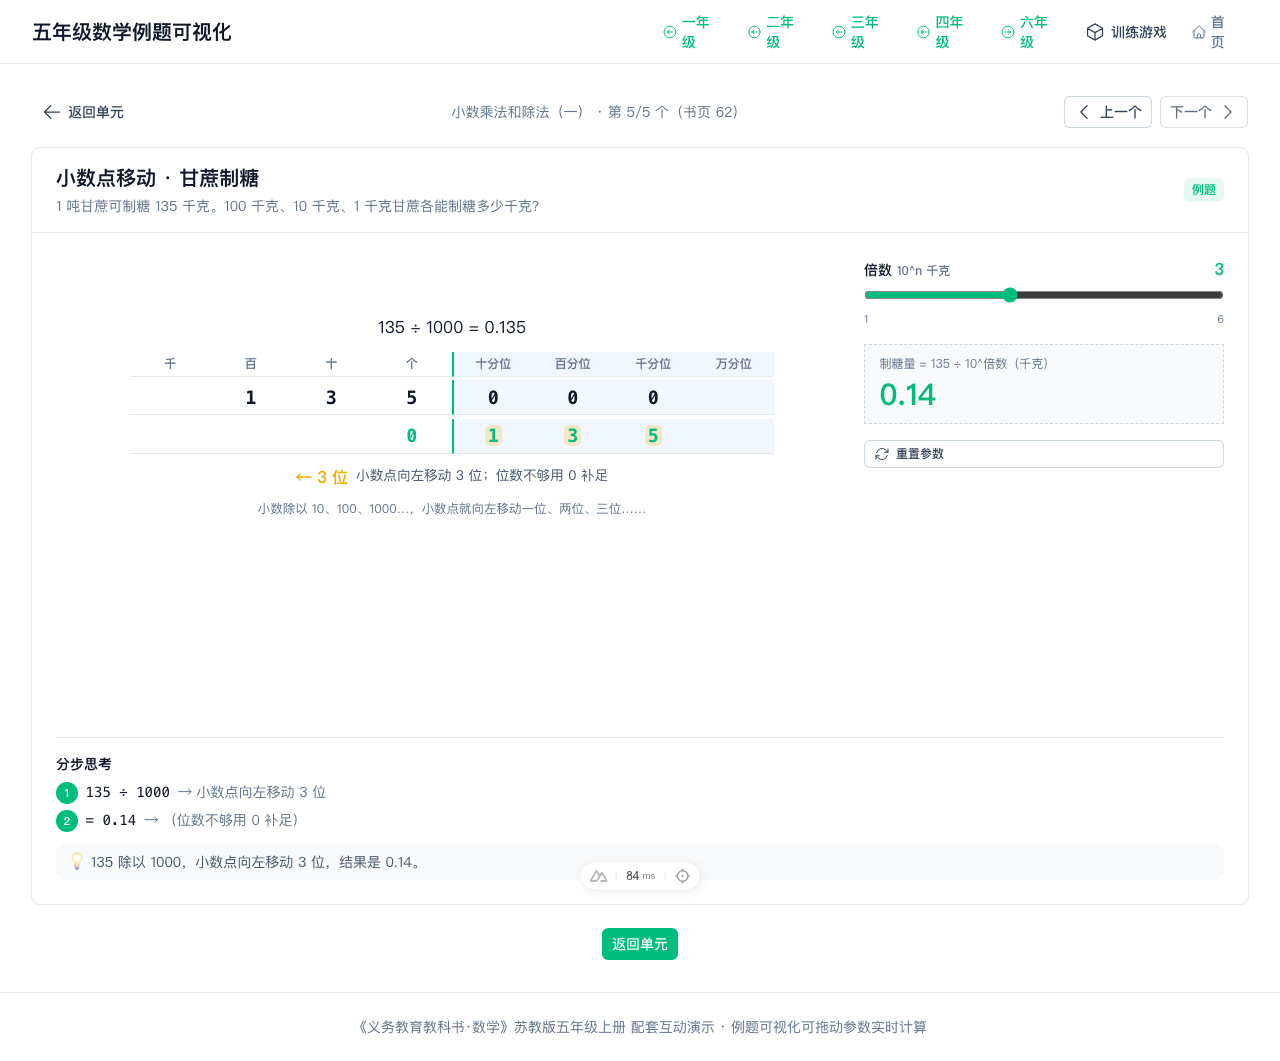 五年级数学例题可视化
一年级
二年级
三年级
四年级
六年级
训练游戏
首页
返回单元
小数乘法和除法（一） · 第 5/5 个（书页 62）
上一个
下一个
小数点移动 · 甘蔗制糖
1 吨甘蔗可制糖 135 千克。100 千克、10 千克、1 千克甘蔗各能制糖多少千克？
例题
倍数 10^n 千克 3
1 6
制糖量 = 135 ÷ 10^倍数（千克）
0.14
重置参数
135 ÷ 1000 = 0.135
千 百 十 个 十分位 百分位 千分位 万分位
1 3 5 0 0 0
0 1 3 5
← 3 位 小数点向左移动 3 位；位数不够用 0 补足
小数除以 10、100、1000…，小数点就向左移动一位、两位、三位……
分步思考
1 135 ÷ 1000 → 小数点向左移动 3 位
2 = 0.14 → （位数不够用 0 补足）
💡 135 除以 1000，小数点向左移动 3 位，结果是 0.14。
84 ms
返回单元
《义务教育教科书·数学》苏教版五年级上册 配套互动演示 · 例题可视化可拖动参数实时计算